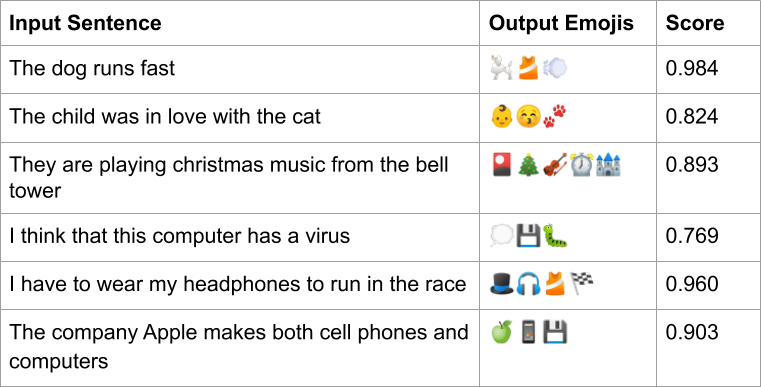 Input Sentence Output Emojis Score
The dog runs fast 🐩🎽💨 0.984
The child was in love with the cat 👶😚🐾 0.824
They are playing christmas music from the bell
tower 🎴🎄🎻⏰🏰 0.893
I think that this computer has a virus 💭💾🐛 0.769
I have to wear my headphones to run in the race 🎩🎧🎽🏁 0.960
The company Apple makes both cell phones and
computers 🍏📱💾 0.903